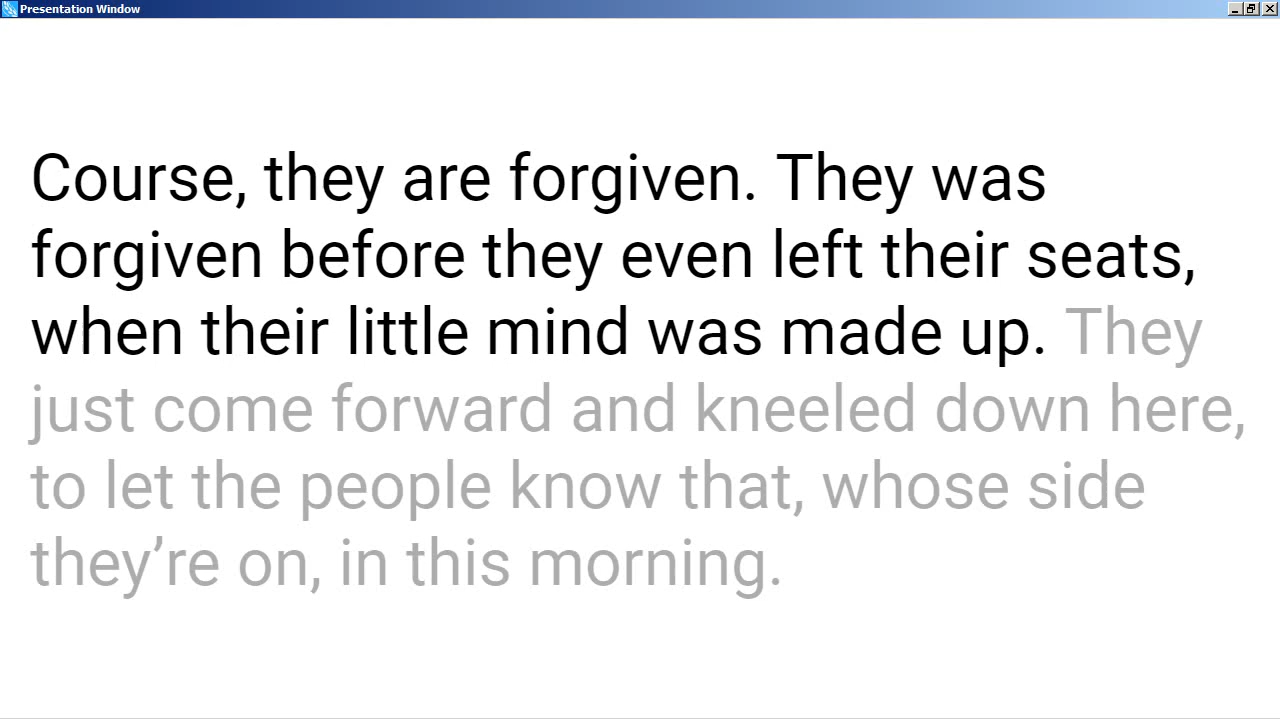 Presentation Window
Course, they are forgiven. They was
forgiven before they even left their seats,
when their little mind was made up. They
just come forward and kneeled down here,
to let the people know that, whose side
they’re on, in this morning.